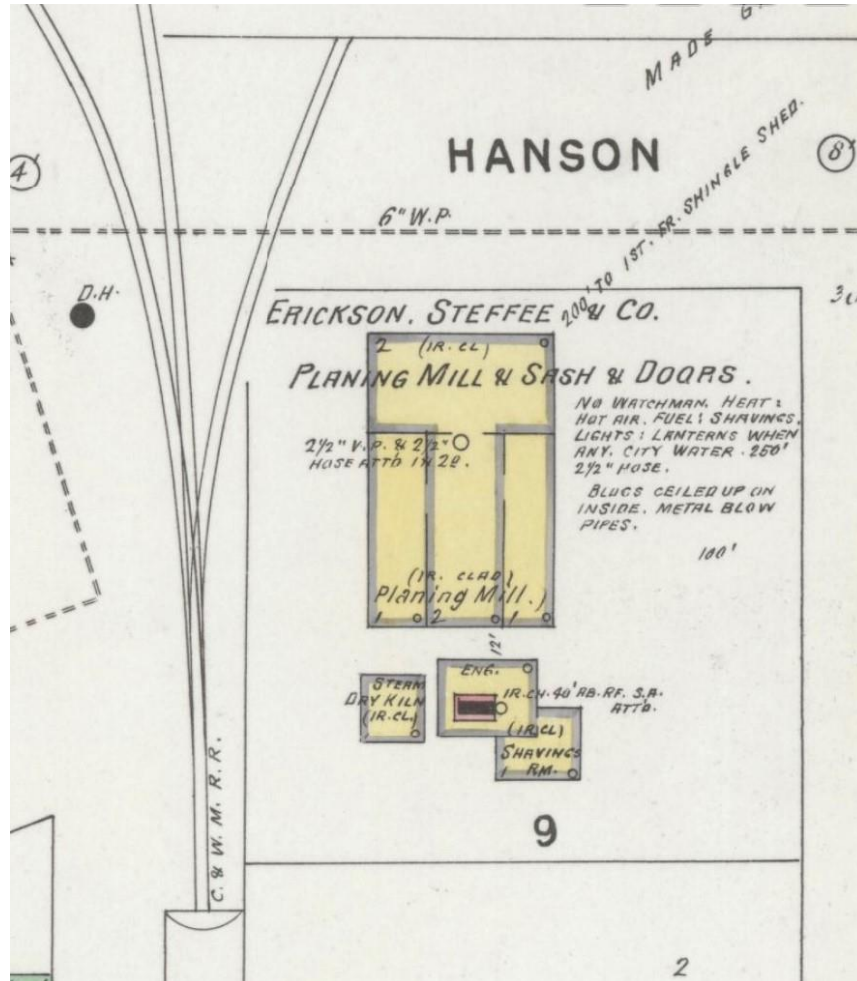 MADE G
HANSON
4'
8'
6" W.P.
200' TO 1ST. FR. SHINGLE SHED.
D.H.
30
ERICKSON, STEFFEE & CO.
2 (IR. CL)
PLANING MILL & SASH & DOORS.
NO WATCHMAN. HEAT:
HOT AIR. FUEL: SHAVINGS.
LIGHTS: LANTERNS WHEN
ANY. CITY WATER. 250'
2½" HOSE.
BLDGS CEILED UP ON
INSIDE. METAL BLOW
PIPES.
2½" V.P. & 2½"
HOSE ATTD IN 2D.
100'
(IR. CLAD)
Planing Mill.)
1 2 1
12'
ENG.
IR. CH. 40' AB. RF. S.A.
ATTD.
STEAM
DRY KILN
(IR. CL.)
1
(IR. CL)
SHAVINGS
1 RM.
C. & W. M. R. R.
9
2